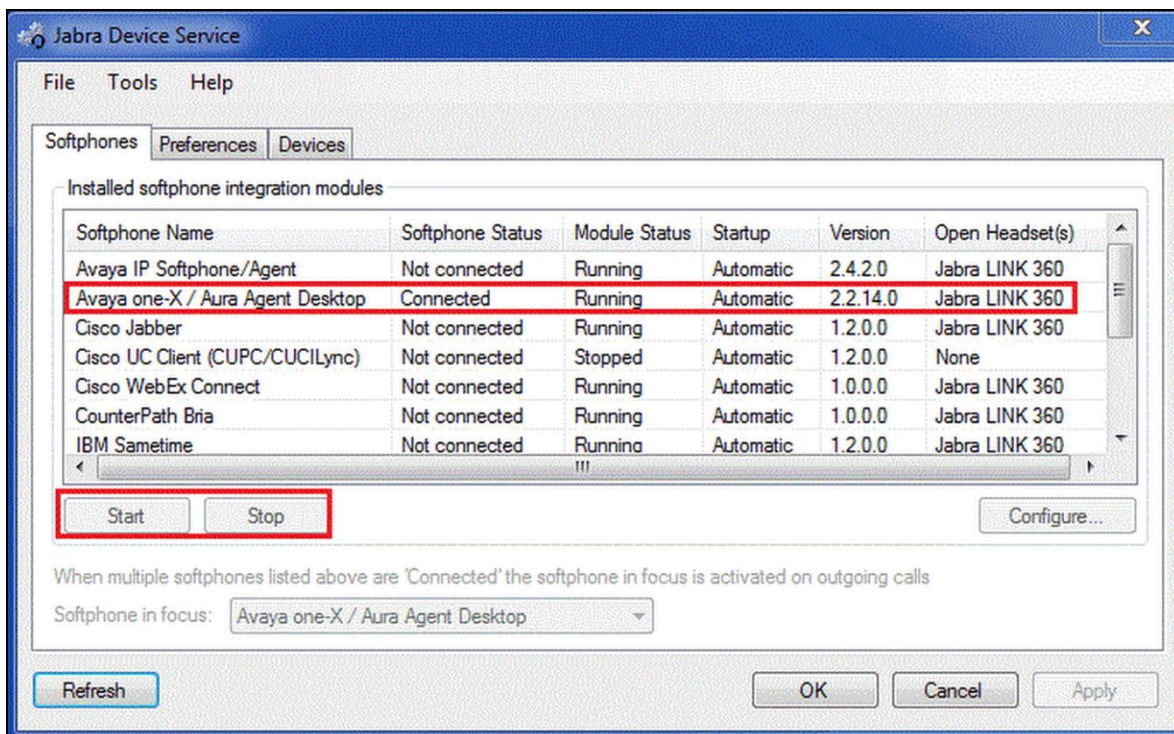 Jabra Device Service
File Tools Help
Softphones Preferences Devices
Installed softphone integration modules
Softphone Name Softphone Status Module Status Startup Version Open Headset(s)
Avaya IP Softphone/Agent Not connected Running Automatic 2.4.2.0 Jabra LINK 360
Avaya one-X / Aura Agent Desktop Connected Running Automatic 2.2.14.0 Jabra LINK 360
Cisco Jabber Not connected Running Automatic 1.2.0.0 Jabra LINK 360
Cisco UC Client (CUPC/CUCILync) Not connected Stopped Automatic 1.2.0.0 None
Cisco WebEx Connect Not connected Running Automatic 1.0.0.0 Jabra LINK 360
CounterPath Bria Not connected Running Automatic 1.0.0.0 Jabra LINK 360
IBM Sametime Not connected Running Automatic 1.2.0.0 Jabra LINK 360
Start Stop Configure...
When multiple softphones listed above are 'Connected' the softphone in focus is activated on outgoing calls
Softphone in focus: Avaya one-X / Aura Agent Desktop
Refresh OK Cancel Apply